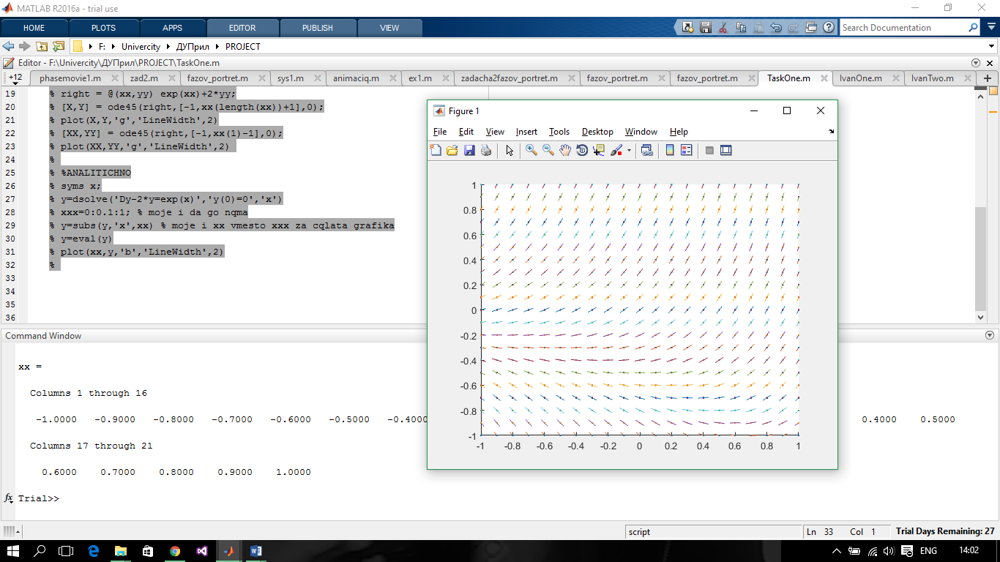 MATLAB R2016a - trial use
HOME PLOTS APPS EDITOR PUBLISH VIEW Search Documentation
F: Univercity ДУПрил PROJECT
Editor - F:\Univercity\ДУПрил\PROJECT\TaskOne.m
+12 phasemovie1.m zad2.m fazov_portret.m sys1.m animaciq.m ex1.m zadacha2fazov_portret.m fazov_portret.m fazov_portret.m TaskOne.m IvanOne.m IvanTwo.m
19 % right = @(xx,yy) exp(xx)+2*yy;
20 % [X,Y] = ode45(right,[-1,xx(length(xx))+1],0);
21 % plot(X,Y,'g','LineWidth',2)
22 % [XX,YY] = ode45(right,[-1,xx(1)-1],0);
23 % plot(XX,YY,'g','LineWidth',2)
24 %
25 % %ANALITICHNO
26 % syms x;
27 % y=dsolve('Dy-2*y=exp(x)','y(0)=0','x')
28 % xxx=0:0.1:1; % moje i da go nqma
29 % y=subs(y,'x',xx) % moje i xx vmesto xxx za cqlata grafika
30 % y=eval(y)
31 % plot(xx,y,'b','LineWidth',2)
32 %
33
34
35
36
Figure 1
File Edit View Insert Tools Desktop Window Help
1
0.8
0.6
0.4
0.2
0
-0.2
-0.4
-0.6
-0.8
-1
-1 -0.8 -0.6 -0.4 -0.2 0 0.2 0.4 0.6 0.8 1
Command Window
xx =
Columns 1 through 16
-1.0000 -0.9000 -0.8000 -0.7000 -0.6000 -0.5000 -0.4000 0.4000 0.5000
Columns 17 through 21
0.6000 0.7000 0.8000 0.9000 1.0000
fx Trial>>
script Ln 33 Col 1 Trial Days Remaining: 27
ENG 14:02